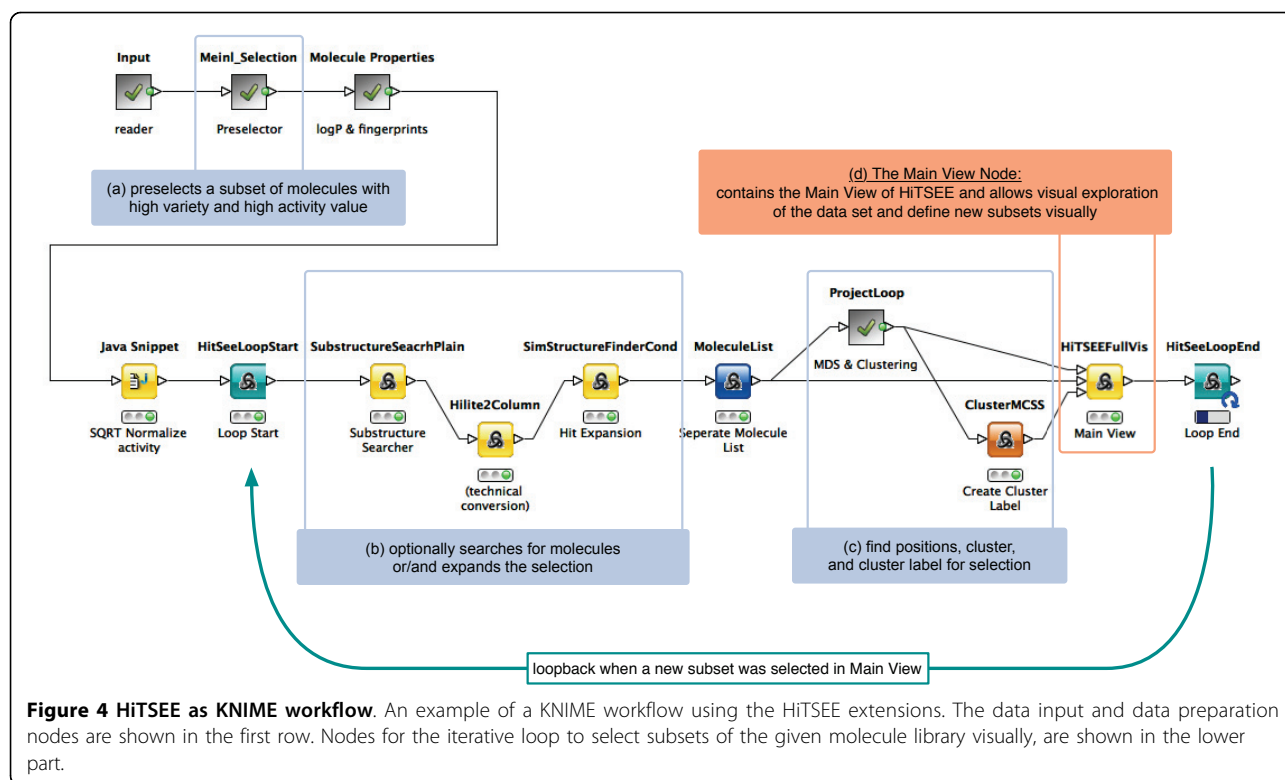 Input
Meinl_Selection
Molecule Properties
reader
Preselector
logP & fingerprints
(a) preselects a subset of molecules with
high variety and high activity value
(d) The Main View Node:
contains the Main View of HiTSEE and allows visual exploration
of the data set and define new subsets visually
Java Snippet
SQRT Normalize
activity
HitSeeLoopStart
Loop Start
SubstructureSeacrhPlain
Substructure
Searcher
Hilite2Column
(technical
conversion)
SimStructureFinderCond
Hit Expansion
MoleculeList
Seperate Molecule
List
ProjectLoop
MDS & Clustering
ClusterMCSS
Create Cluster
Label
HiTSEEFullVis
Main View
HitSeeLoopEnd
Loop End
(b) optionally searches for molecules
or/and expands the selection
(c) find positions, cluster,
and cluster label for selection
loopback when a new subset was selected in Main View
Figure 4 HiTSEE as KNIME workflow. An example of a KNIME workflow using the HiTSEE extensions. The data input and data preparation
nodes are shown in the first row. Nodes for the iterative loop to select subsets of the given molecule library visually, are shown in the lower
part.